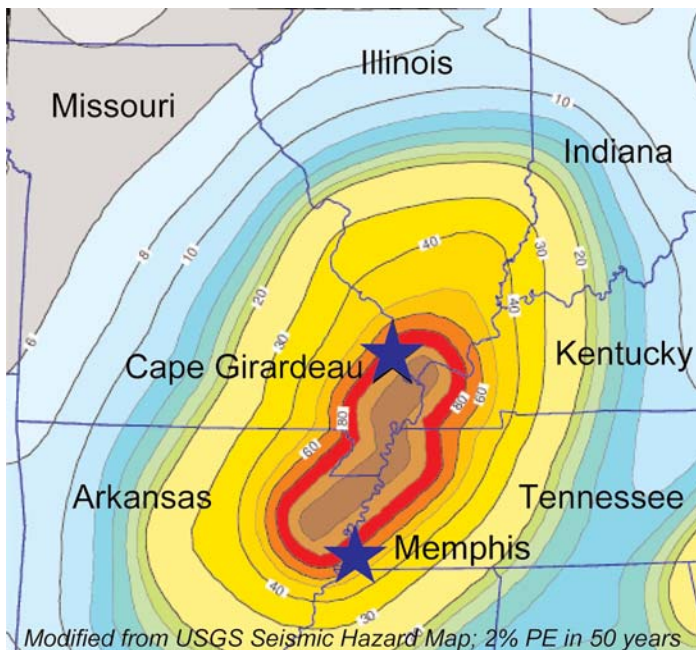 Illinois
Missouri
10
Indiana
8
10
40
30
20
20
30
40
6
Cape Girardeau
Kentucky
80
80
60
60
Arkansas
Tennessee
Memphis
40
30
10
Modified from USGS Seismic Hazard Map; 2% PE in 50 years